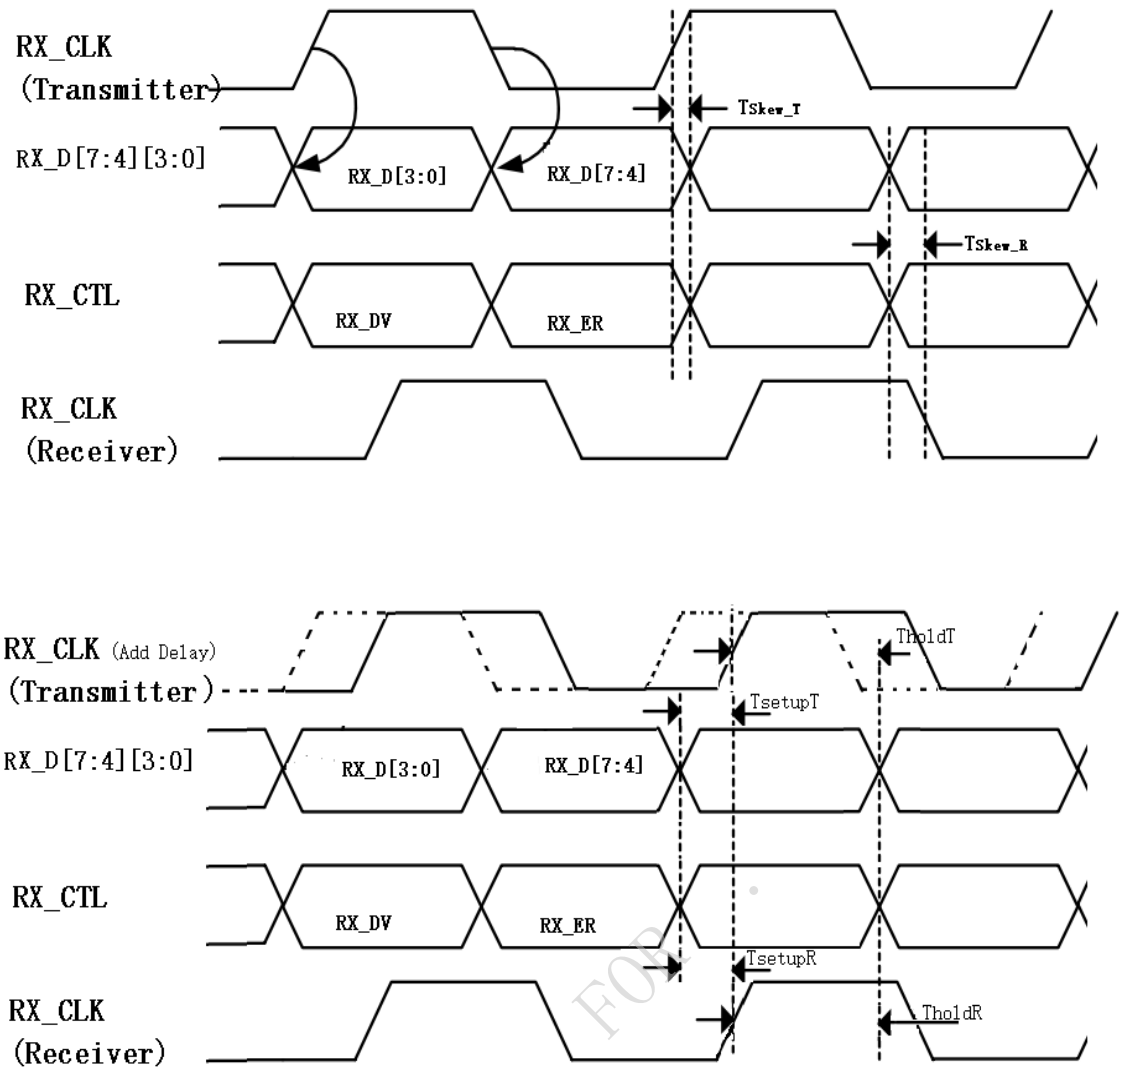 RX_CLK
(Transmitter)
Tskew_T
RX_D[7:4][3:0]
RX_D[3:0]
RX_D[7:4]
Tskew_R
RX_CTL
RX_DV
RX_ER
RX_CLK
(Receiver)
RX_CLK (Add Delay)
(Transmitter)
TholdT
TsetupT
RX_D[7:4][3:0]
RX_D[3:0]
RX_D[7:4]
RX_CTL
RX_DV
RX_ER
FOR
TsetupR
RX_CLK
(Receiver)
TholdR